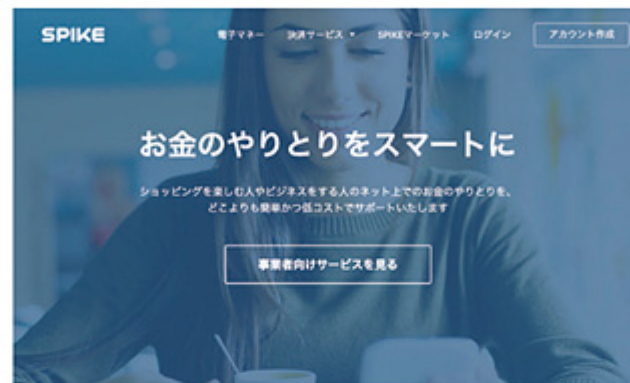 SPIKE
電子マネー 決済サービス ▾ SPIKEマーケット ログイン アカウント作成
お金のやりとりをスマートに
ショッピングを楽しむ人やビジネスをする人のネット上でのお金のやりとりを、
どこよりも簡単かつ低コストでサポートいたします
事業者向けサービスを見る